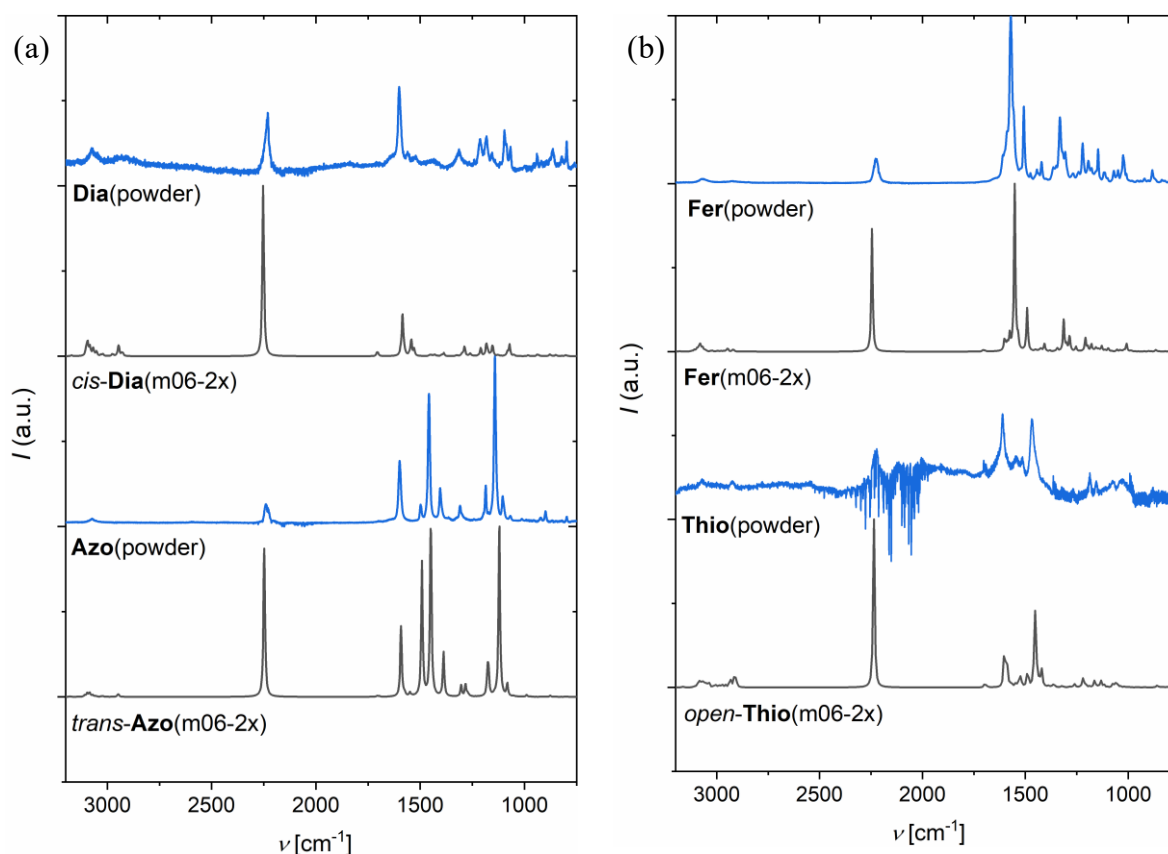 (a)
Dia(powder)
cis-Dia(m06-2x)
Azo(powder)
trans-Azo(m06-2x)
I (a.u.)
3000 2500 2000 1500 1000
ν [cm⁻¹]
(b)
Fer(powder)
Fer(m06-2x)
Thio(powder)
open-Thio(m06-2x)
I (a.u.)
3000 2500 2000 1500 1000
ν [cm⁻¹]